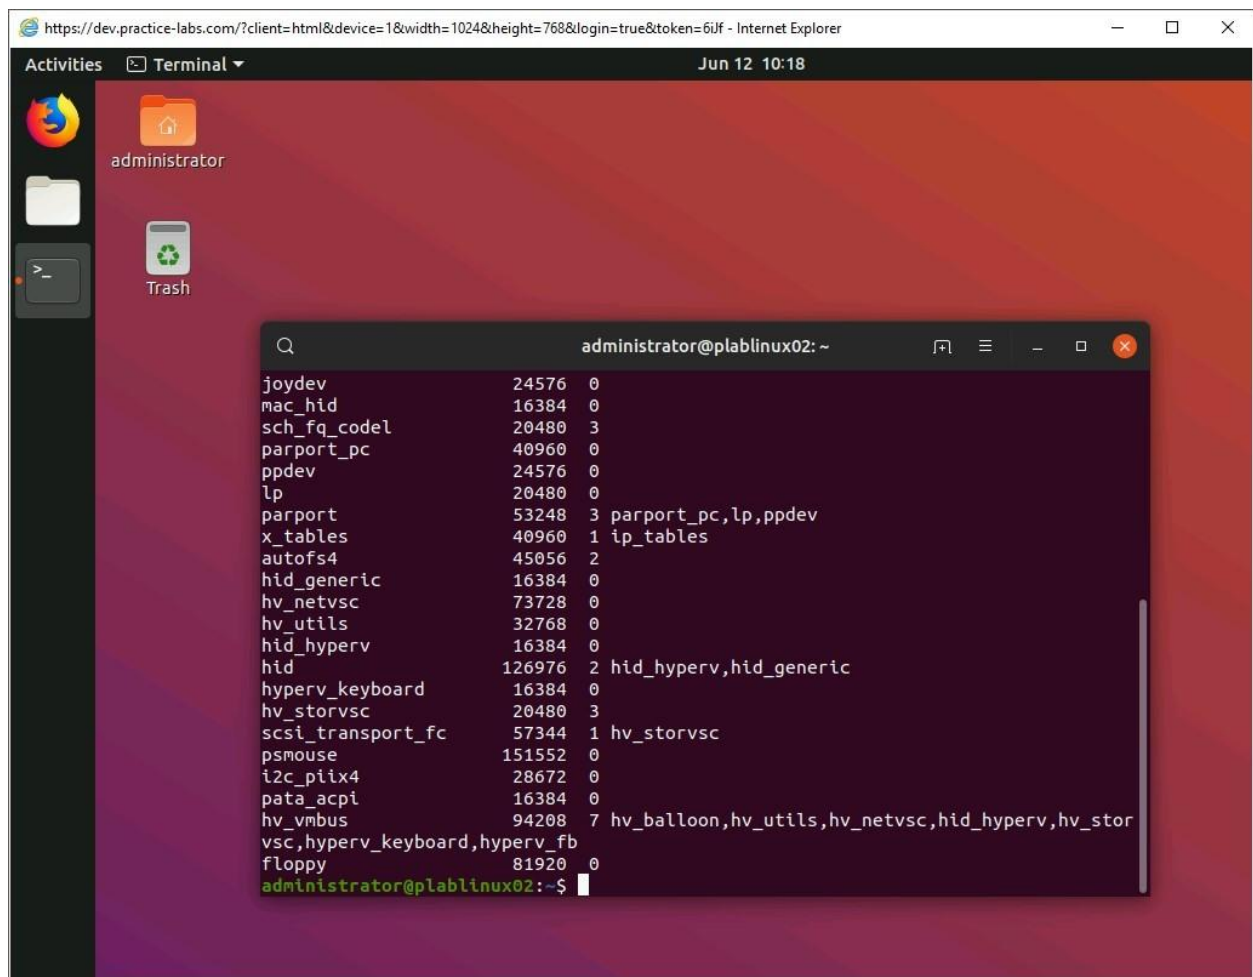 https://dev.practice-labs.com/?client=html&device=1&width=1024&height=768&login=true&token=6iJf - Internet Explorer
Activities Terminal Jun 12 10:18
administrator
Trash
administrator@plablinux02: ~
joydev 24576 0
mac_hid 16384 0
sch_fq_codel 20480 3
parport_pc 40960 0
ppdev 24576 0
lp 20480 0
parport 53248 3 parport_pc,lp,ppdev
x_tables 40960 1 ip_tables
autofs4 45056 2
hid_generic 16384 0
hv_netvsc 73728 0
hv_utils 32768 0
hid_hyperv 16384 0
hid 126976 2 hid_hyperv,hid_generic
hyperv_keyboard 16384 0
hv_storvsc 20480 3
scsi_transport_fc 57344 1 hv_storvsc
psmouse 151552 0
i2c_piix4 28672 0
pata_acpi 16384 0
hv_vmbus 94208 7 hv_balloon,hv_utils,hv_netvsc,hid_hyperv,hv_stor
vsc,hyperv_keyboard,hyperv_fb
floppy 81920 0
administrator@plablinux02:~$